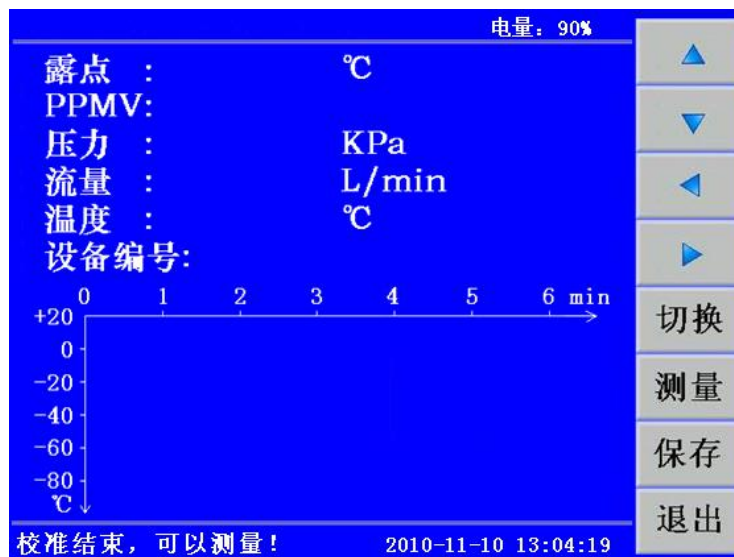 电量：90%
露点 ： ℃
PPMV:
压力 ： KPa
流量 ： L/min
温度 ： ℃
设备编号:
0 1 2 3 4 5 6 min
+20
0
-20
-40
-60
-80
℃
切换
测量
保存
退出
校准结束，可以测量！ 2010-11-10 13:04:19